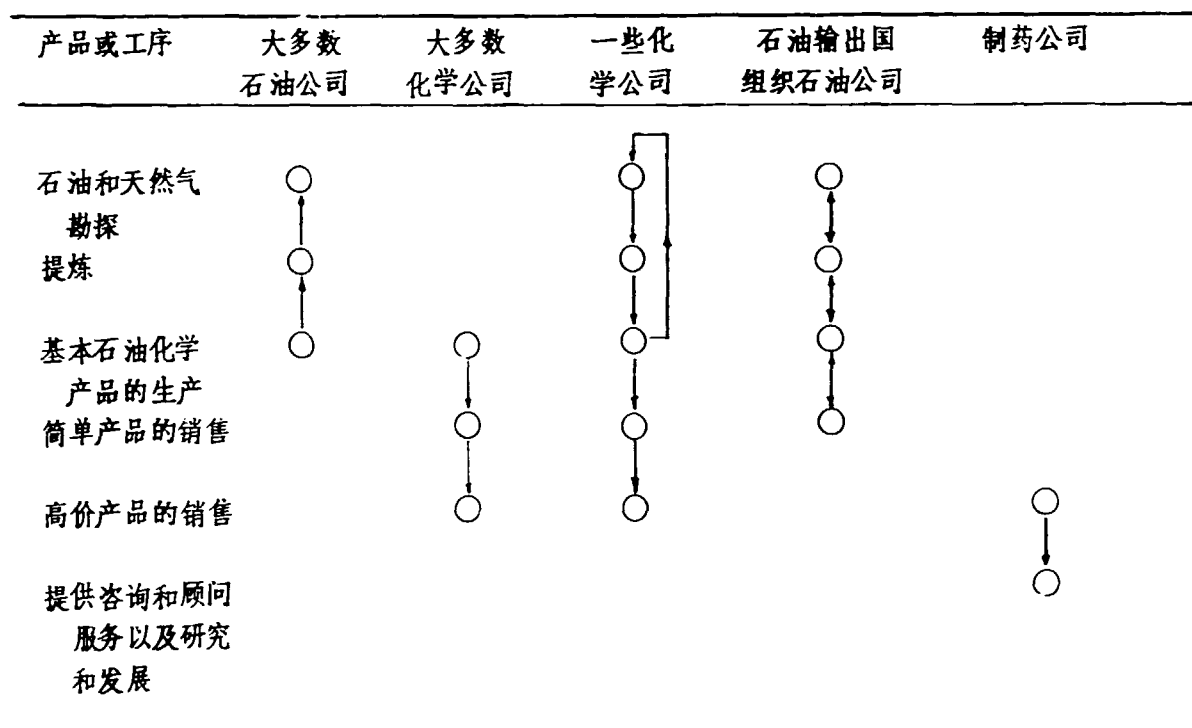 产品或工序 大多数 大多数 一些化 石油输出国 制药公司
石油公司 化学公司 学公司 组织石油公司
石油和天然气
勘探
提炼
基本石油化学
产品的生产
简单产品的销售
高价产品的销售
提供咨询和顾问
服务以及研究
和发展